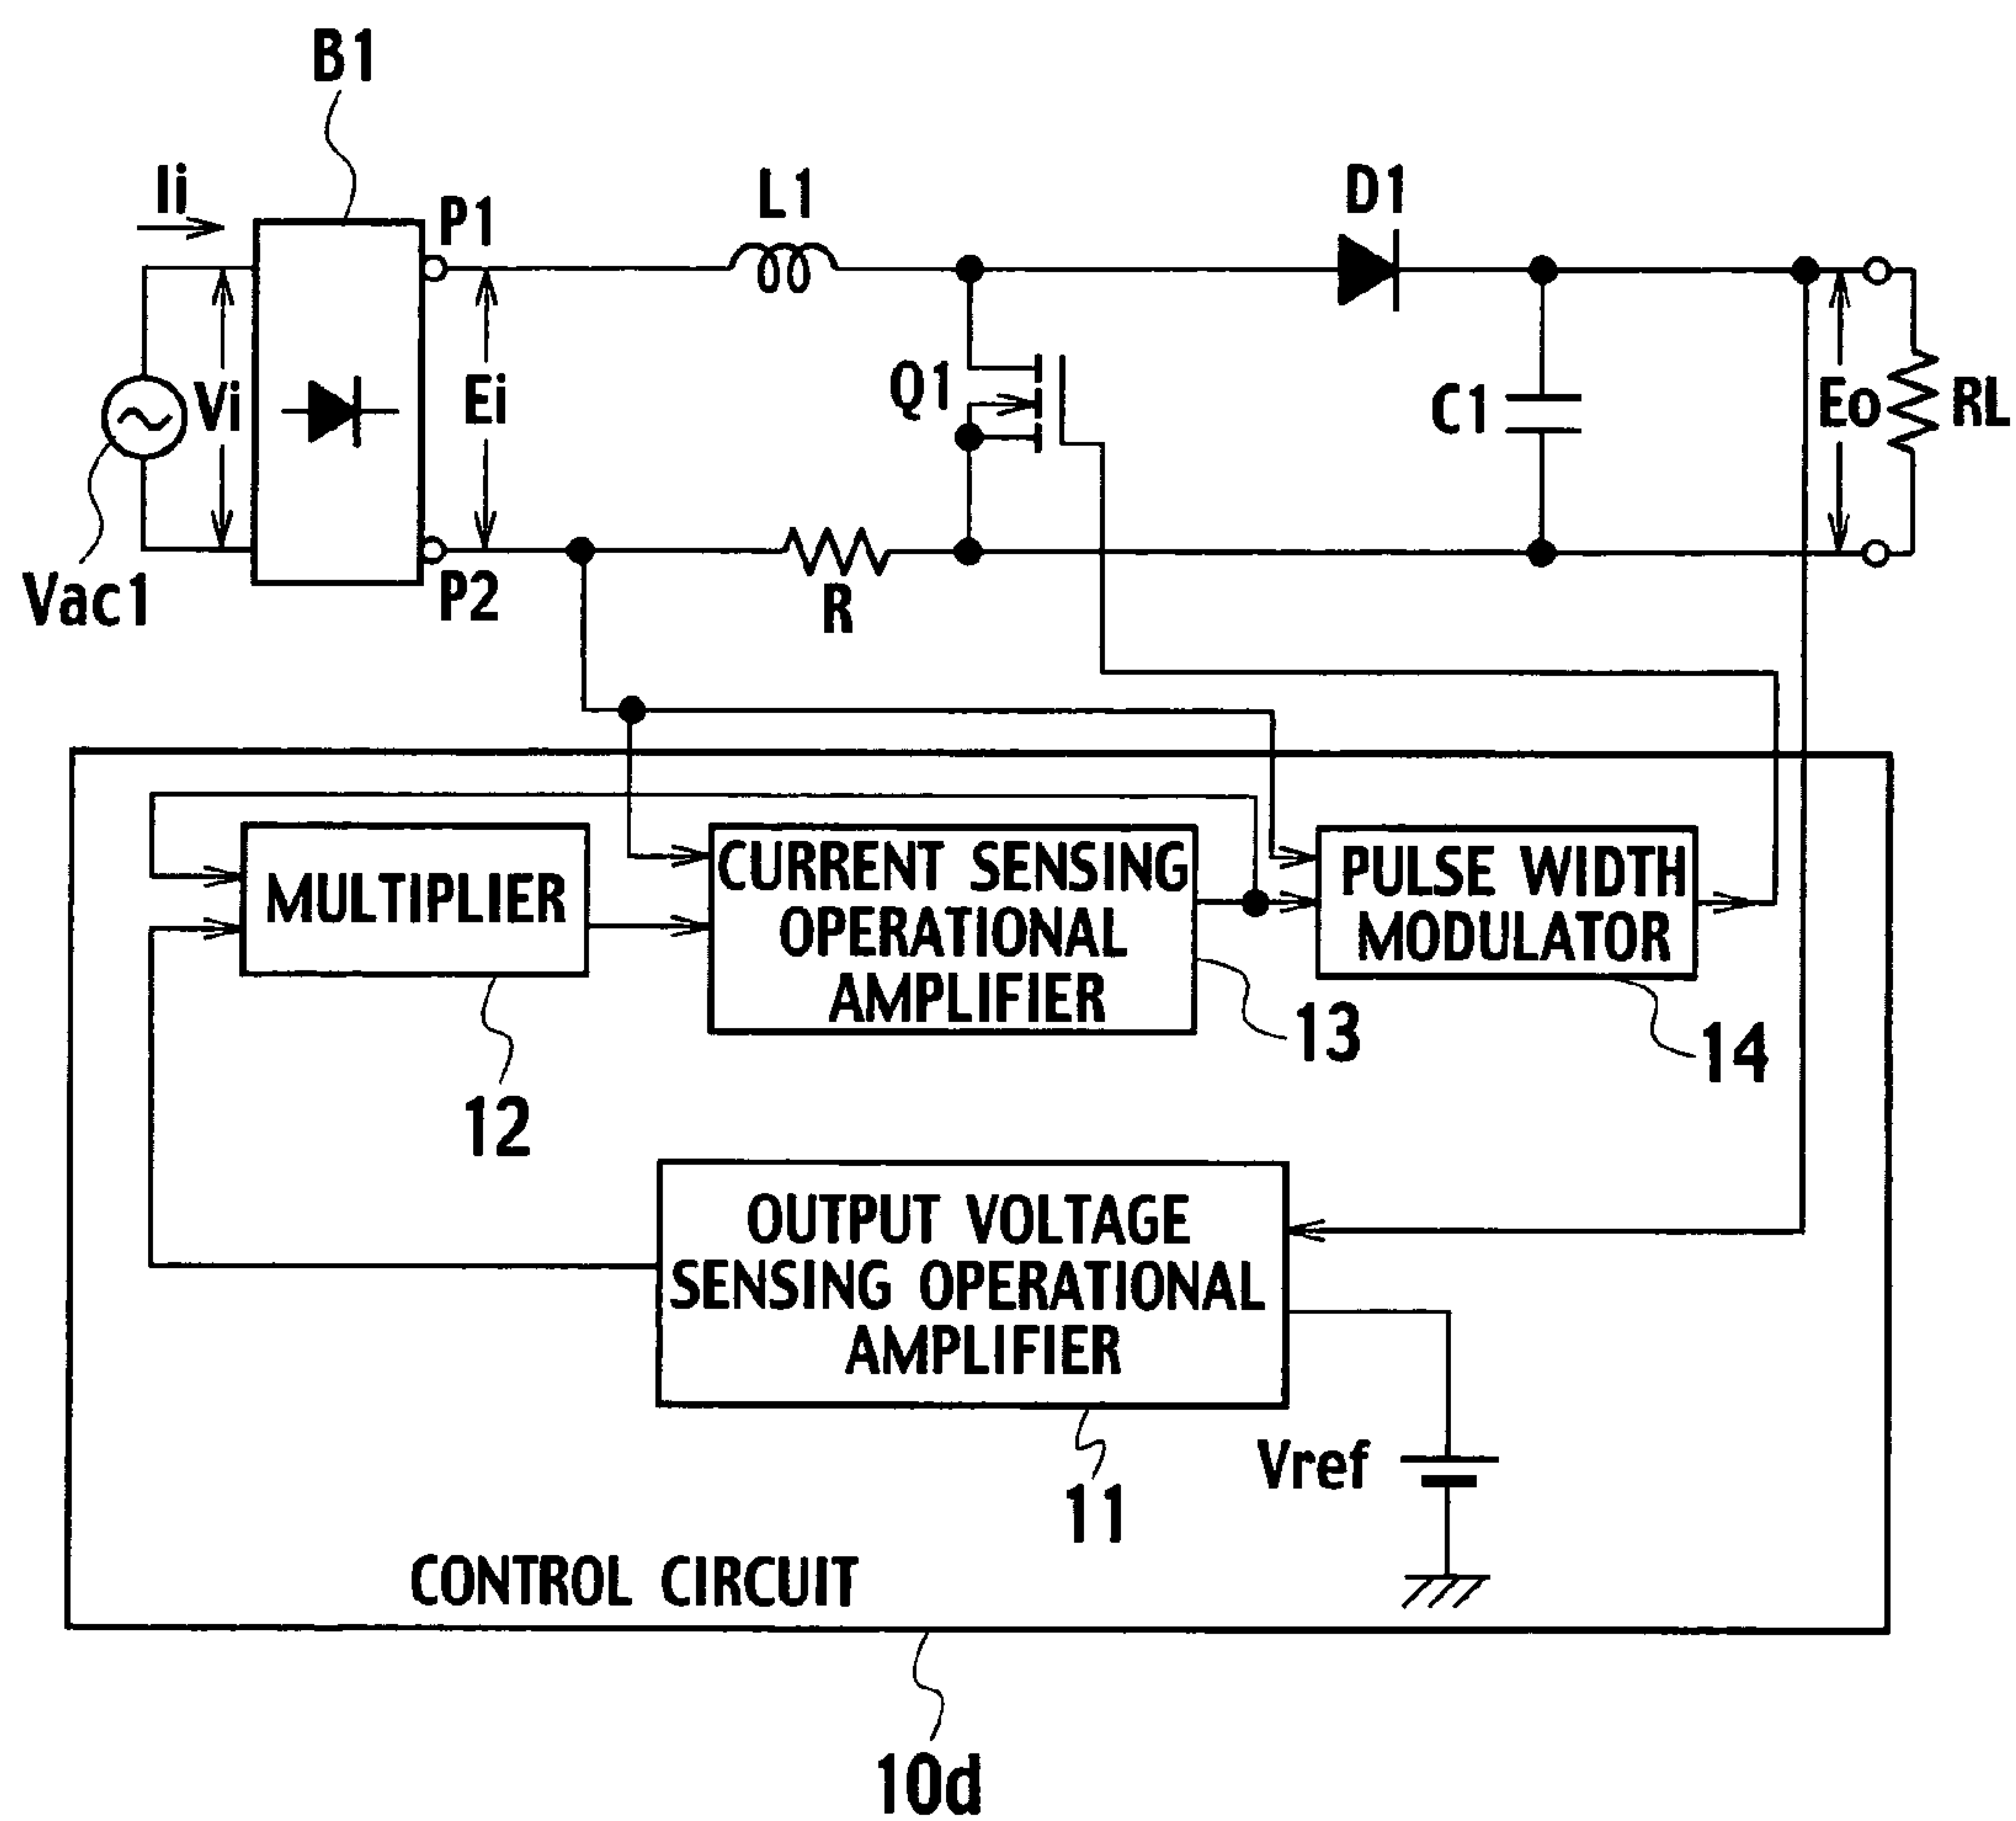 B1
Ii
P1
L1
D1
Vi
Ei
Q1
C1
Eo
RL
Vac1
P2
R
MULTIPLIER
CURRENT SENSING
OPERATIONAL
AMPLIFIER
PULSE WIDTH
MODULATOR
13
14
12
OUTPUT VOLTAGE
SENSING OPERATIONAL
AMPLIFIER
Vref
11
CONTROL CIRCUIT
10d